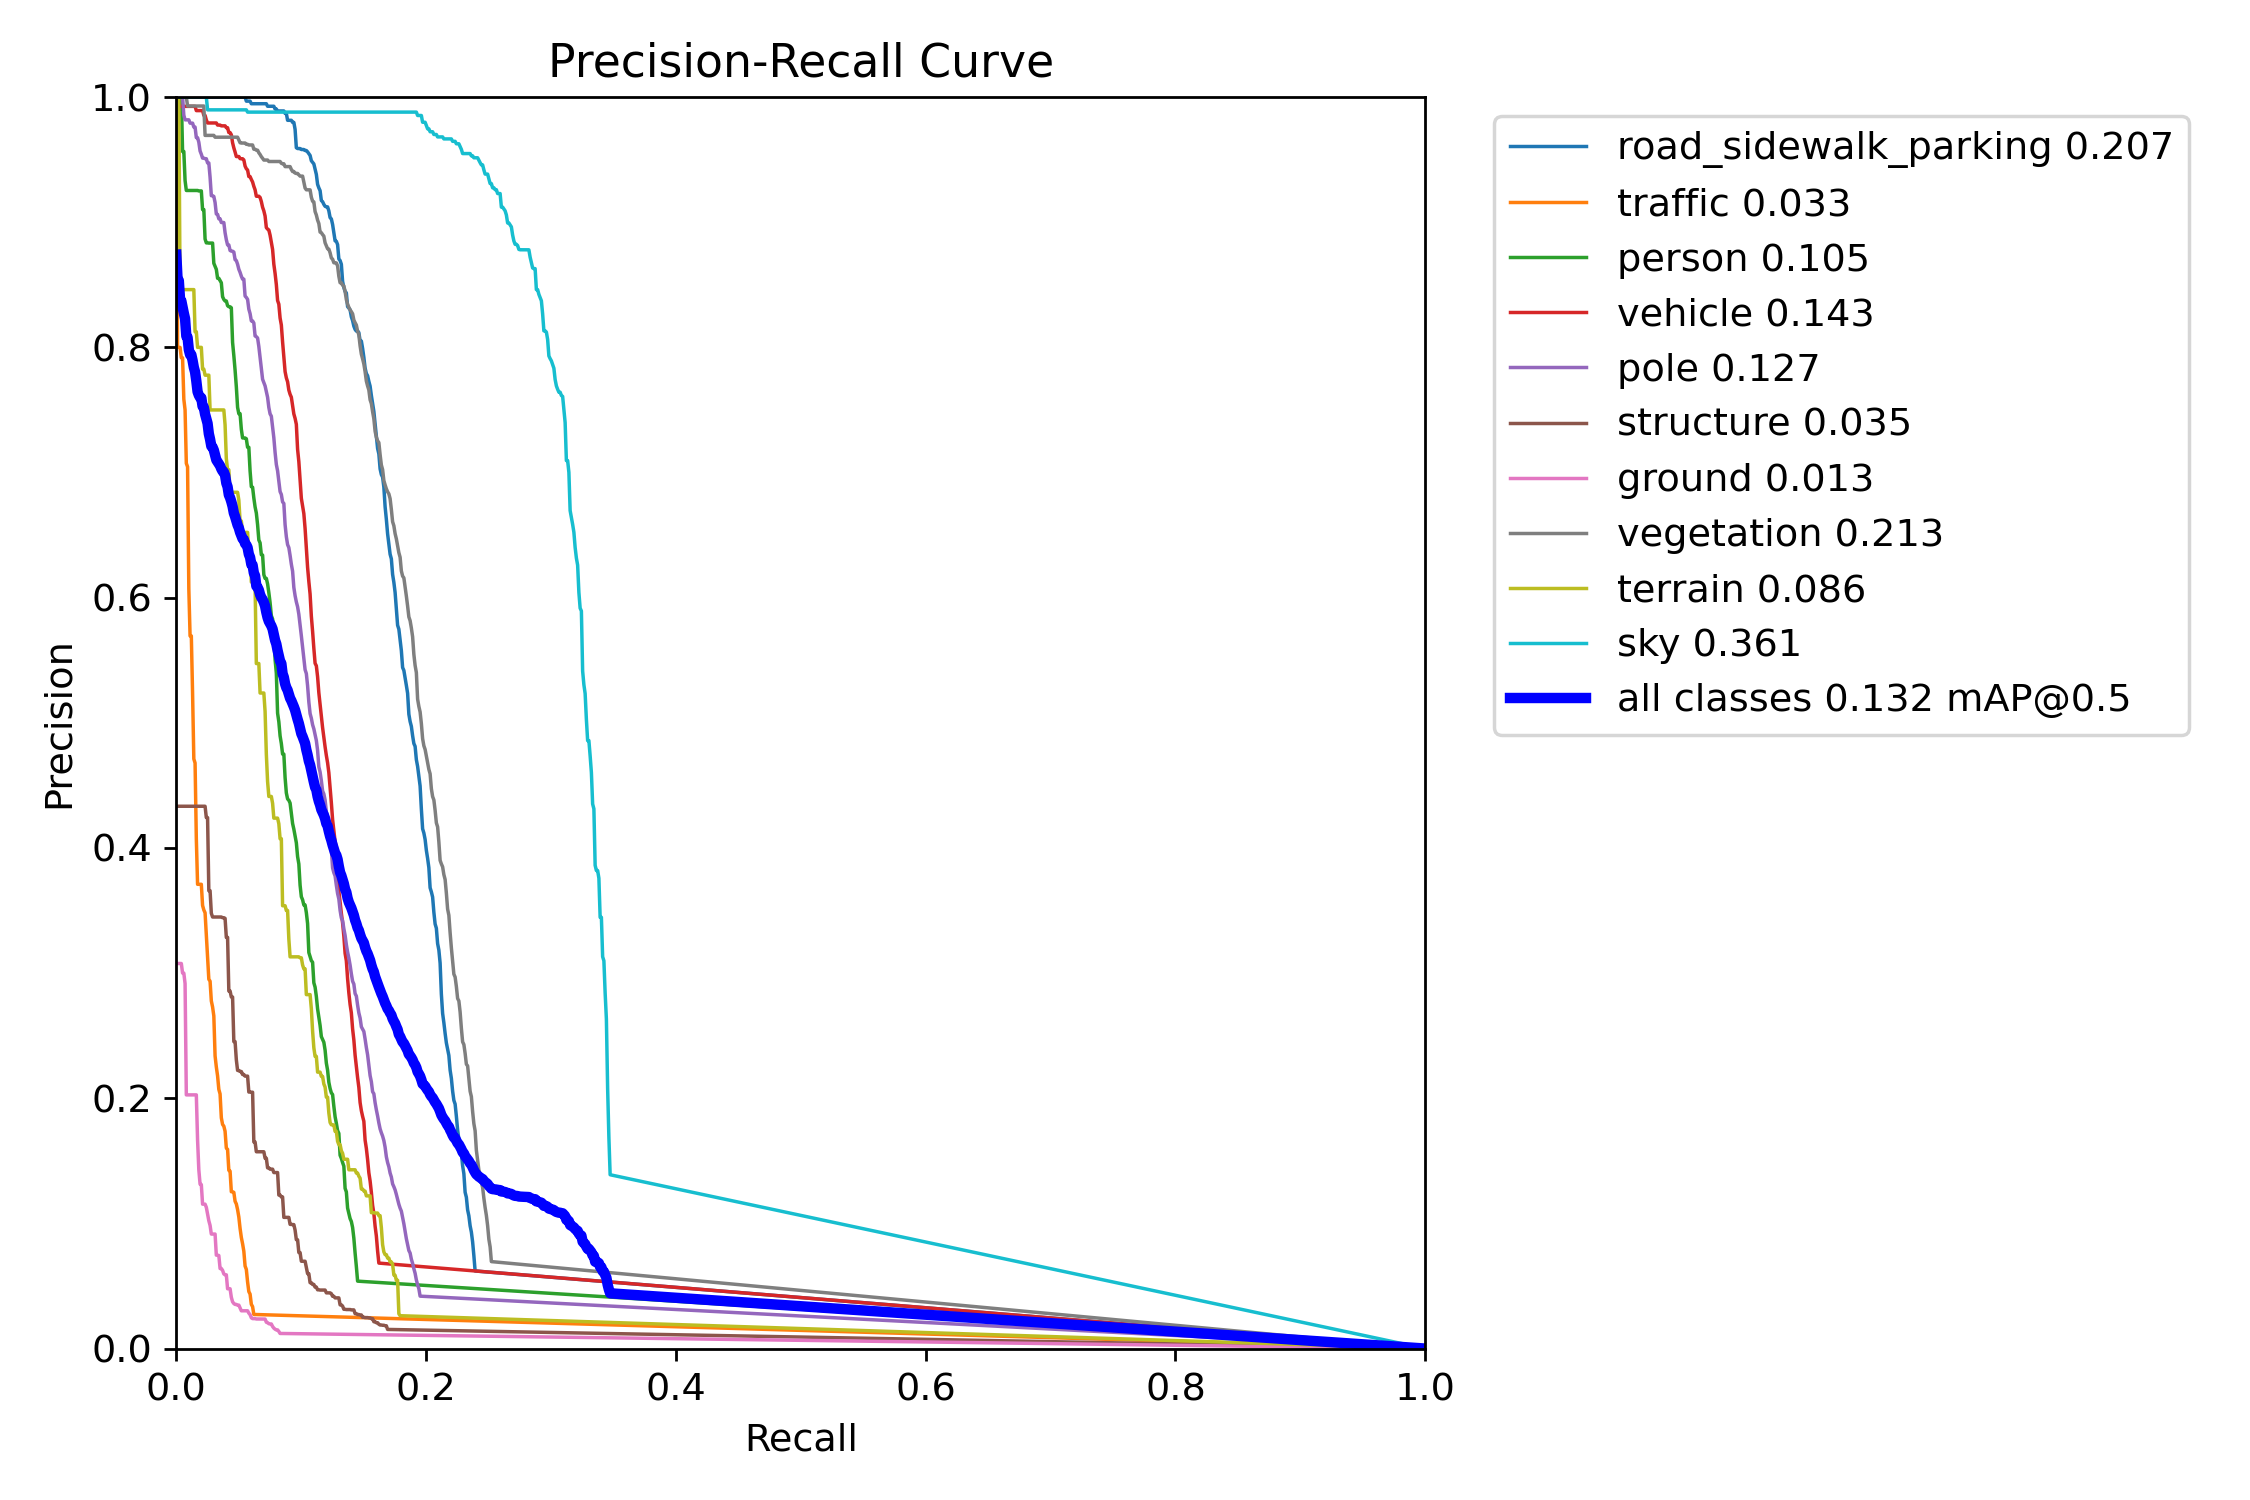 Precision-Recall Curve
1.0
0.8
0.6
0.4
0.2
0.0
Precision
0.0 0.2 0.4 0.6 0.8 1.0
Recall
road_sidewalk_parking 0.207
traffic 0.033
person 0.105
vehicle 0.143
pole 0.127
structure 0.035
ground 0.013
vegetation 0.213
terrain 0.086
sky 0.361
all classes 0.132 mAP@0.5